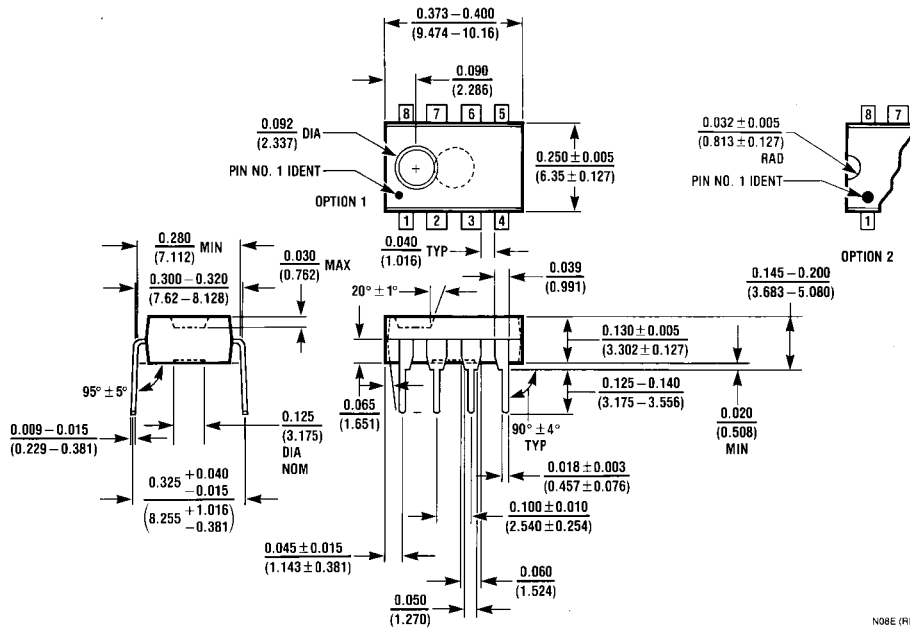 0.373–0.400
(9.474–10.16)
0.090
(2.286)
8 7 6 5
0.092 DIA
(2.337)
PIN NO. 1 IDENT
OPTION 1
0.250 ± 0.005
(6.35 ± 0.127)
1 2 3 4
0.032 ± 0.005
(0.813 ± 0.127)
RAD
PIN NO. 1 IDENT
8 7
1
OPTION 2
0.280 MIN
(7.112)
0.300–0.320
(7.62–8.128)
0.030 MAX
(0.762)
0.040 TYP
(1.016)
0.039
(0.991)
0.145–0.200
(3.683–5.080)
20° ± 1°
0.130 ± 0.005
(3.302 ± 0.127)
95° ± 5°
0.065
(1.651)
0.125–0.140
(3.175–3.556)
0.009–0.015
(0.229–0.381)
0.125
(3.175)
DIA
NOM
90° ± 4°
TYP
0.020
(0.508)
MIN
0.018 ± 0.003
(0.457 ± 0.076)
0.325 +0.040
−0.015
(8.255 +1.016
−0.381)
0.100 ± 0.010
(2.540 ± 0.254)
0.045 ± 0.015
(1.143 ± 0.381)
0.060
(1.524)
0.050
(1.270)
N08E